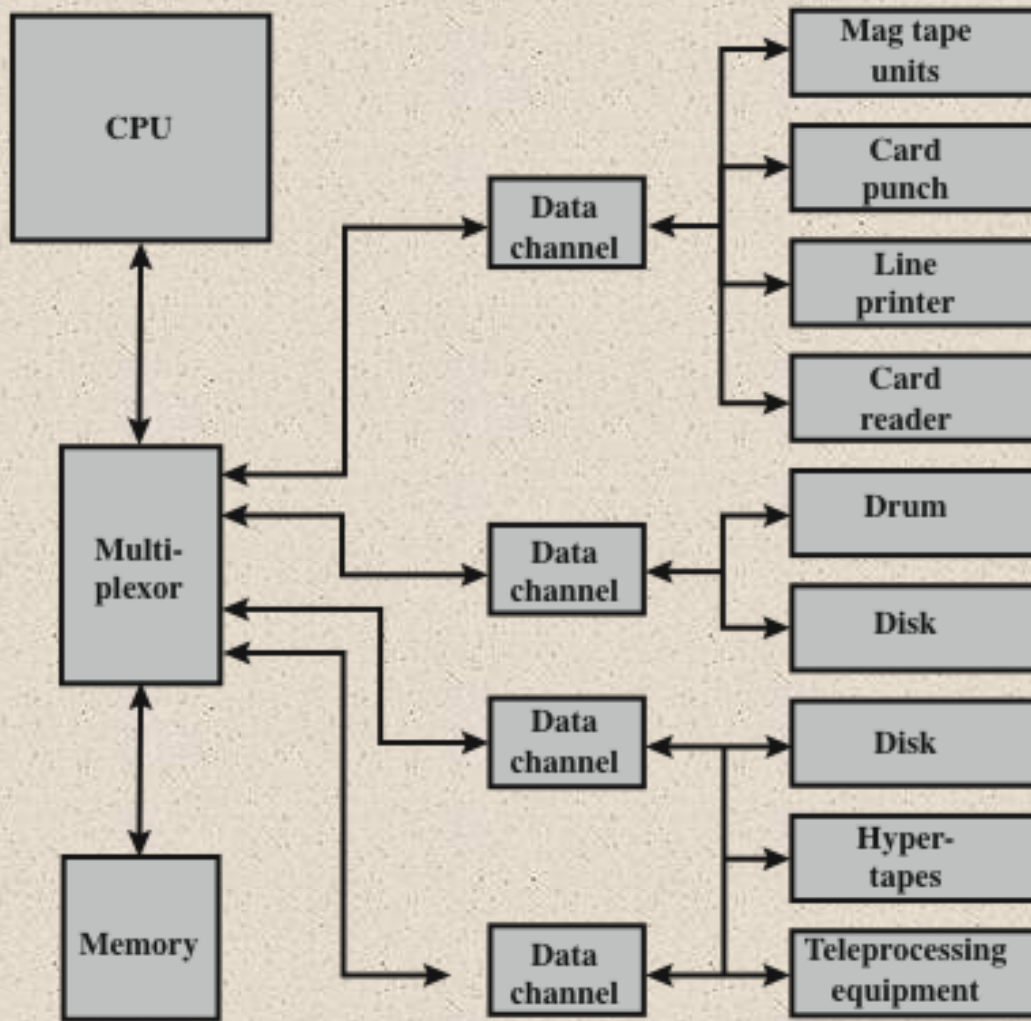 CPU
Multi-
plexor
Memory
Data
channel
Data
channel
Data
channel
Data
channel
Mag tape
units
Card
punch
Line
printer
Card
reader
Drum
Disk
Disk
Hyper-
tapes
Teleprocessing
equipment